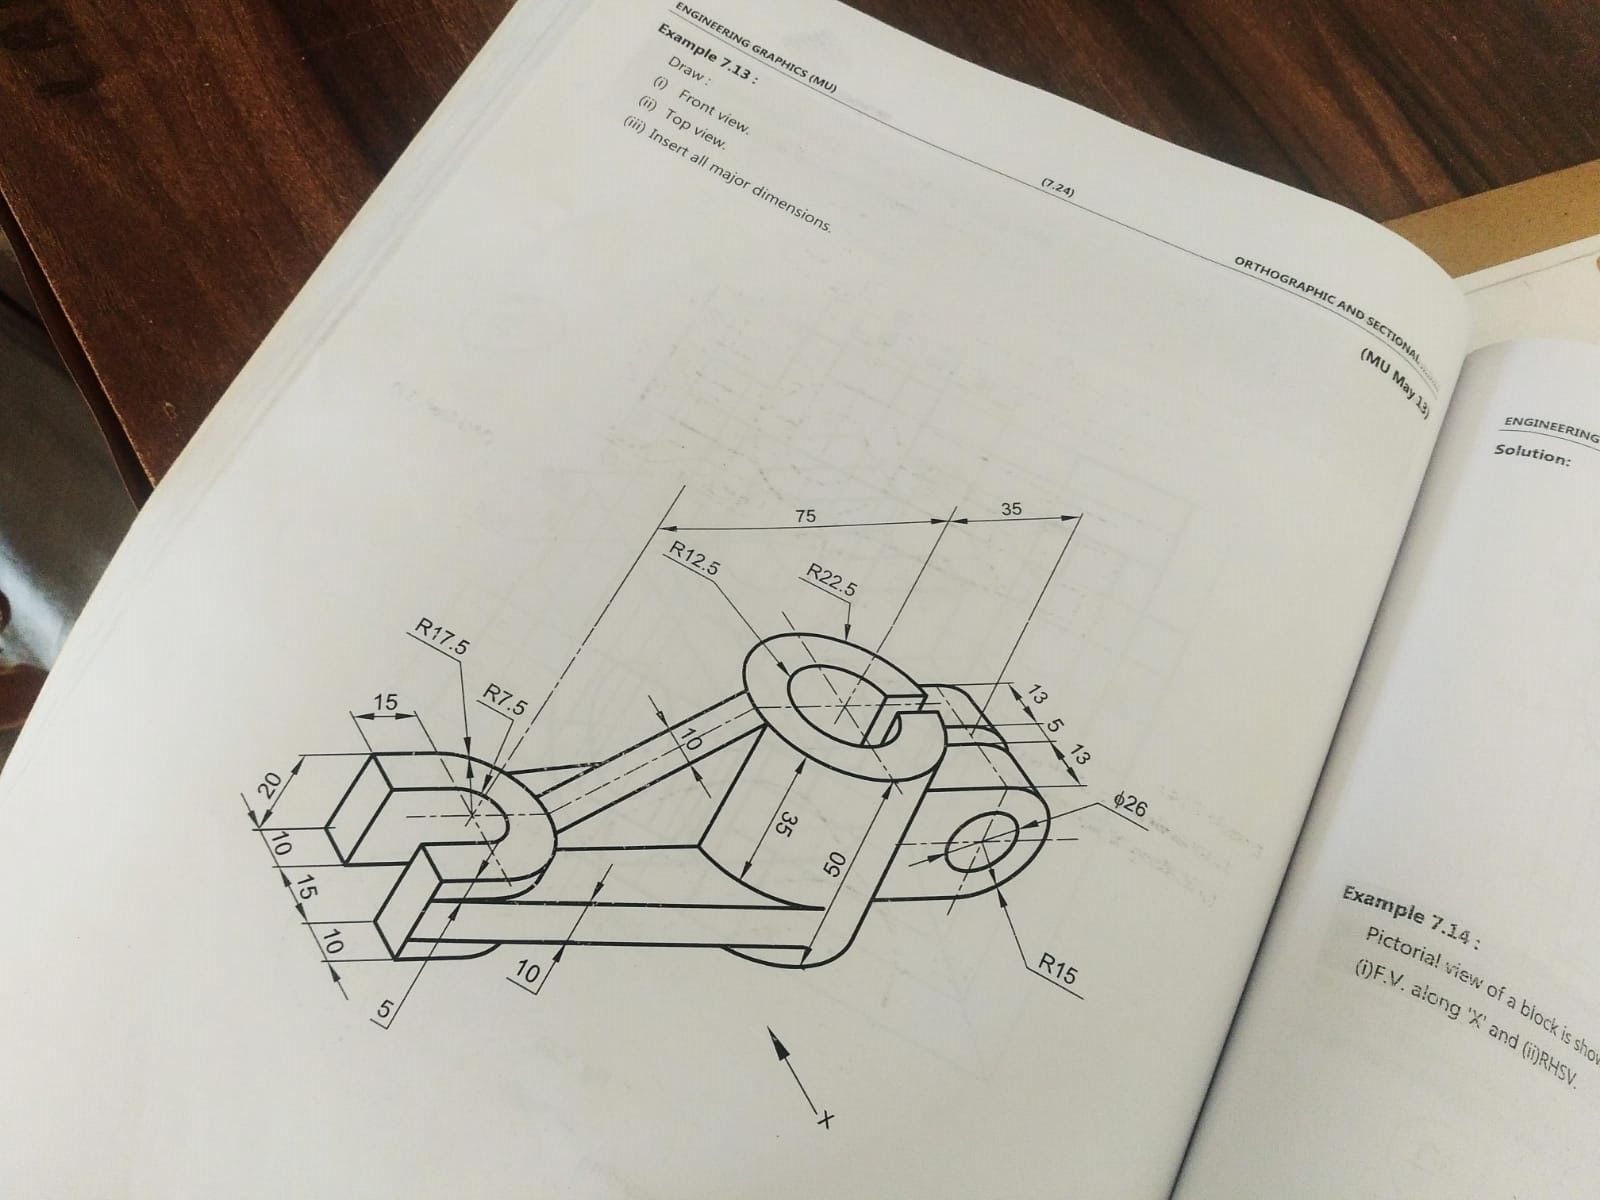 ENGINEERING GRAPHICS (MU)
(7.24)
ORTHOGRAPHIC AND SECTIONAL........
Example 7.13 :
(MU May 13)
Draw :
(i) Front view.
(ii) Top view.
(iii) Insert all major dimensions.
75
35
R12.5
R22.5
R17.5
R7.5
15
10
13
5
13
20
10
15
10
35
50
ϕ26
R15
10
5
X
ENGINEERING
Solution:
Example 7.14 :
Pictorial view of a block is
(i)F.V. along 'X' and (ii)RHSV.